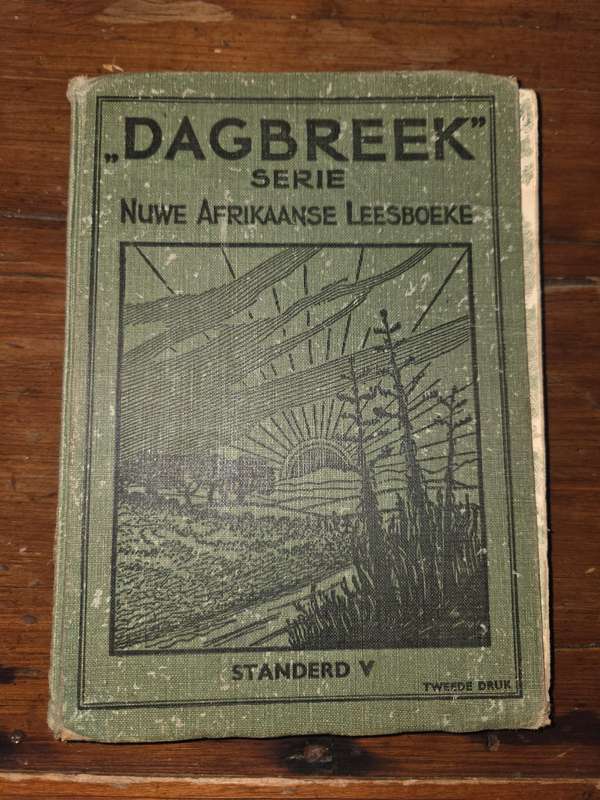 „DAGBREEK”
SERIE
NUWE AFRIKAANSE LEESBOEKE
STANDERD V
TWEEDE DRUK